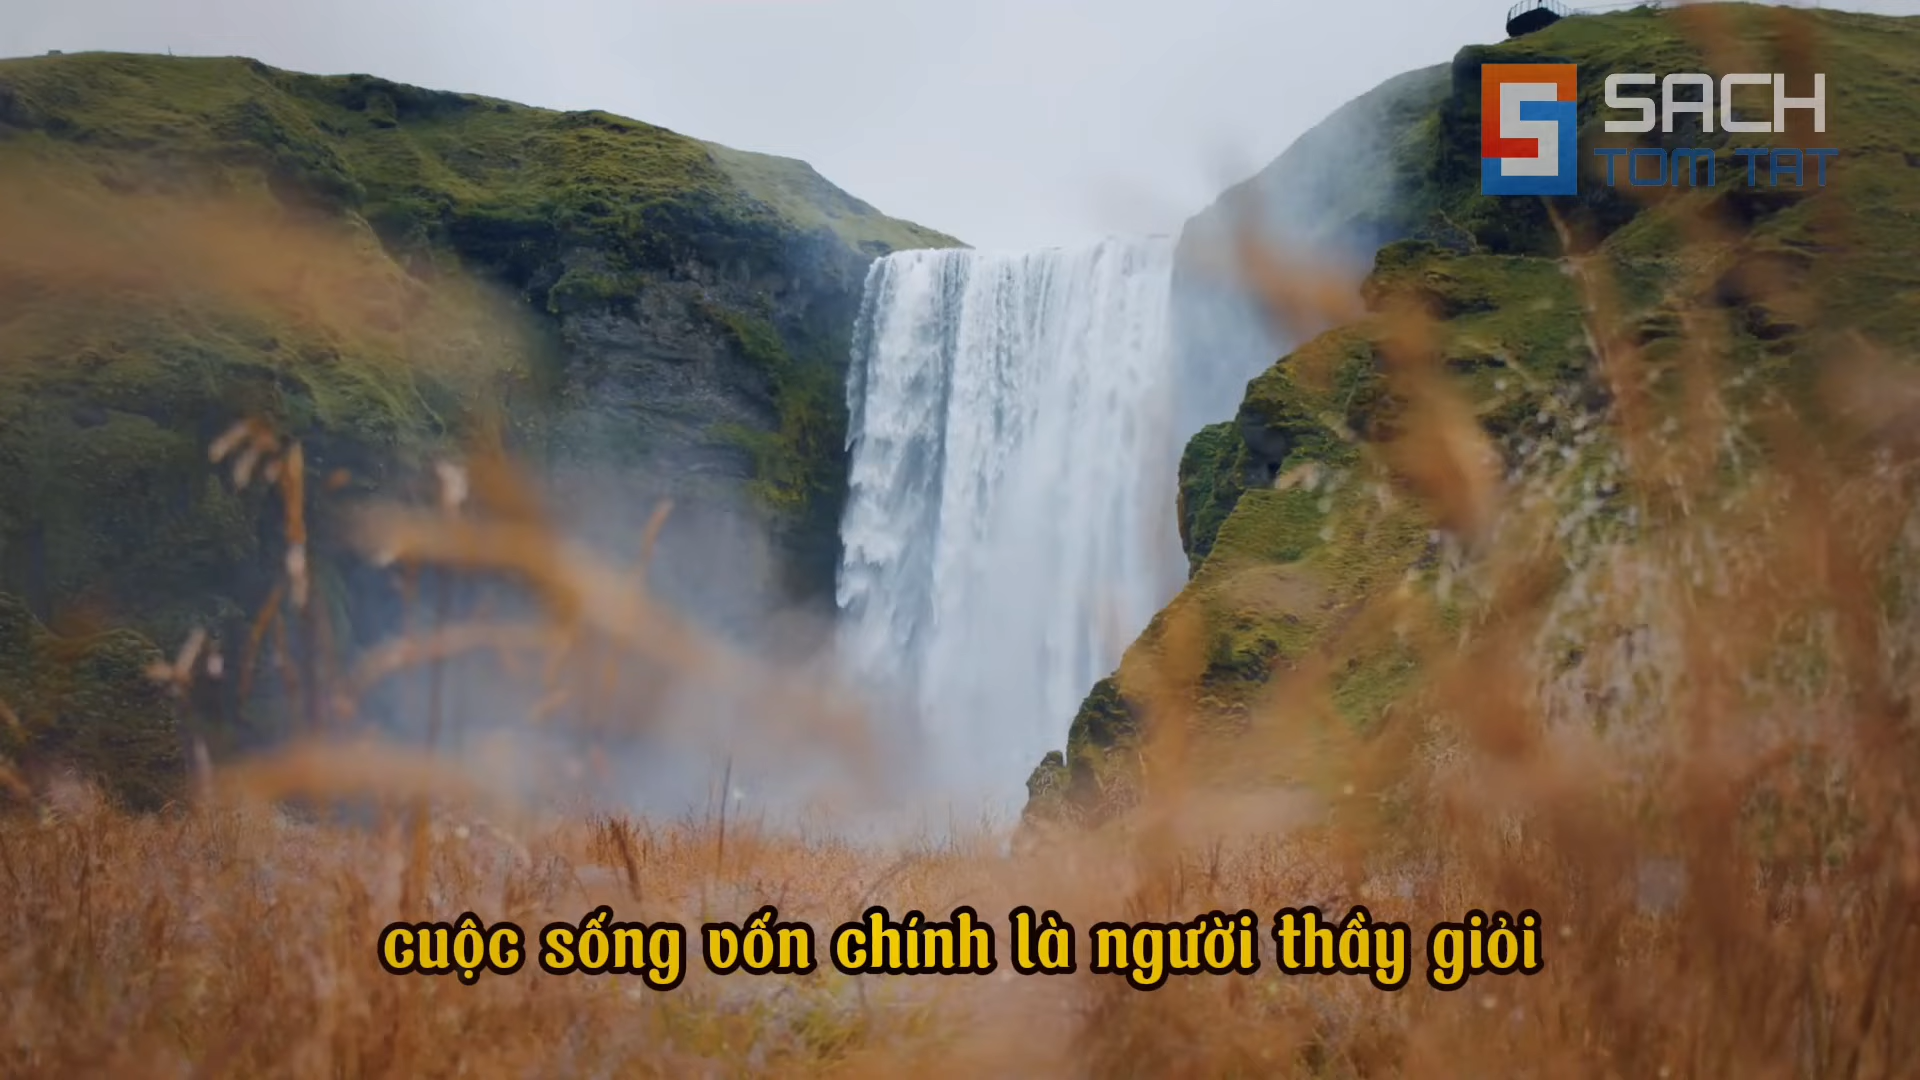 SACH
TOM TAT
cuộc sống vốn chính là người thầy giỏi